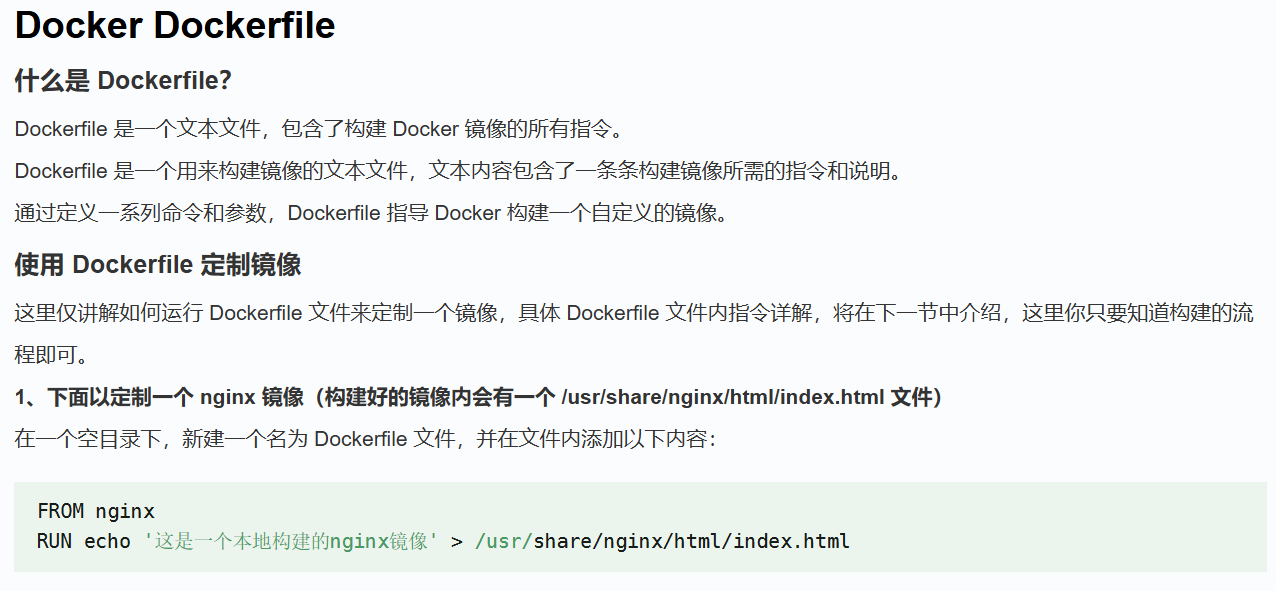 Docker Dockerfile
什么是 Dockerfile？
Dockerfile 是一个文本文件，包含了构建 Docker 镜像的所有指令。
Dockerfile 是一个用来构建镜像的文本文件，文本内容包含了一条条构建镜像所需的指令和说明。
通过定义一系列命令和参数，Dockerfile 指导 Docker 构建一个自定义的镜像。
使用 Dockerfile 定制镜像
这里仅讲解如何运行 Dockerfile 文件来定制一个镜像，具体 Dockerfile 文件内指令详解，将在下一节中介绍，这里你只要知道构建的流
程即可。
1、下面以定制一个 nginx 镜像（构建好的镜像内会有一个 /usr/share/nginx/html/index.html 文件）
在一个空目录下，新建一个名为 Dockerfile 文件，并在文件内添加以下内容：
FROM nginx
RUN echo '这是一个本地构建的nginx镜像' > /usr/share/nginx/html/index.html